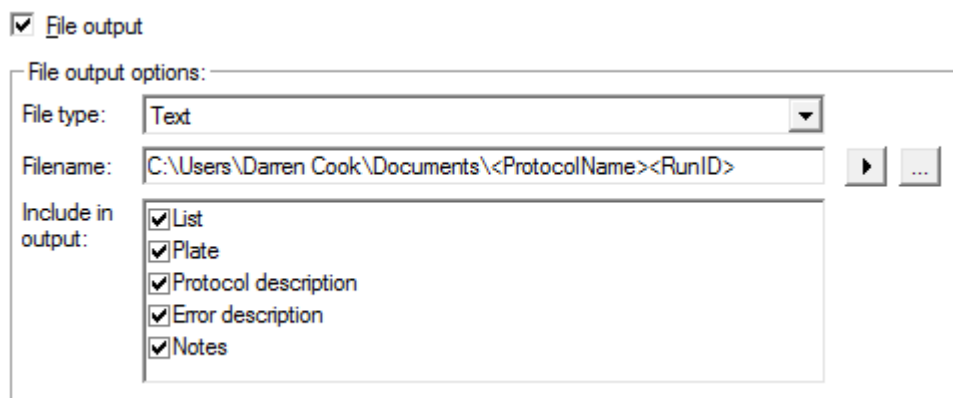 File output
File output options:
File type:
Text
Filename:
C:\Users\Darren Cook\Documents\<ProtocolName><RunID>
...
Include in
output:
List
Plate
Protocol description
Error description
Notes